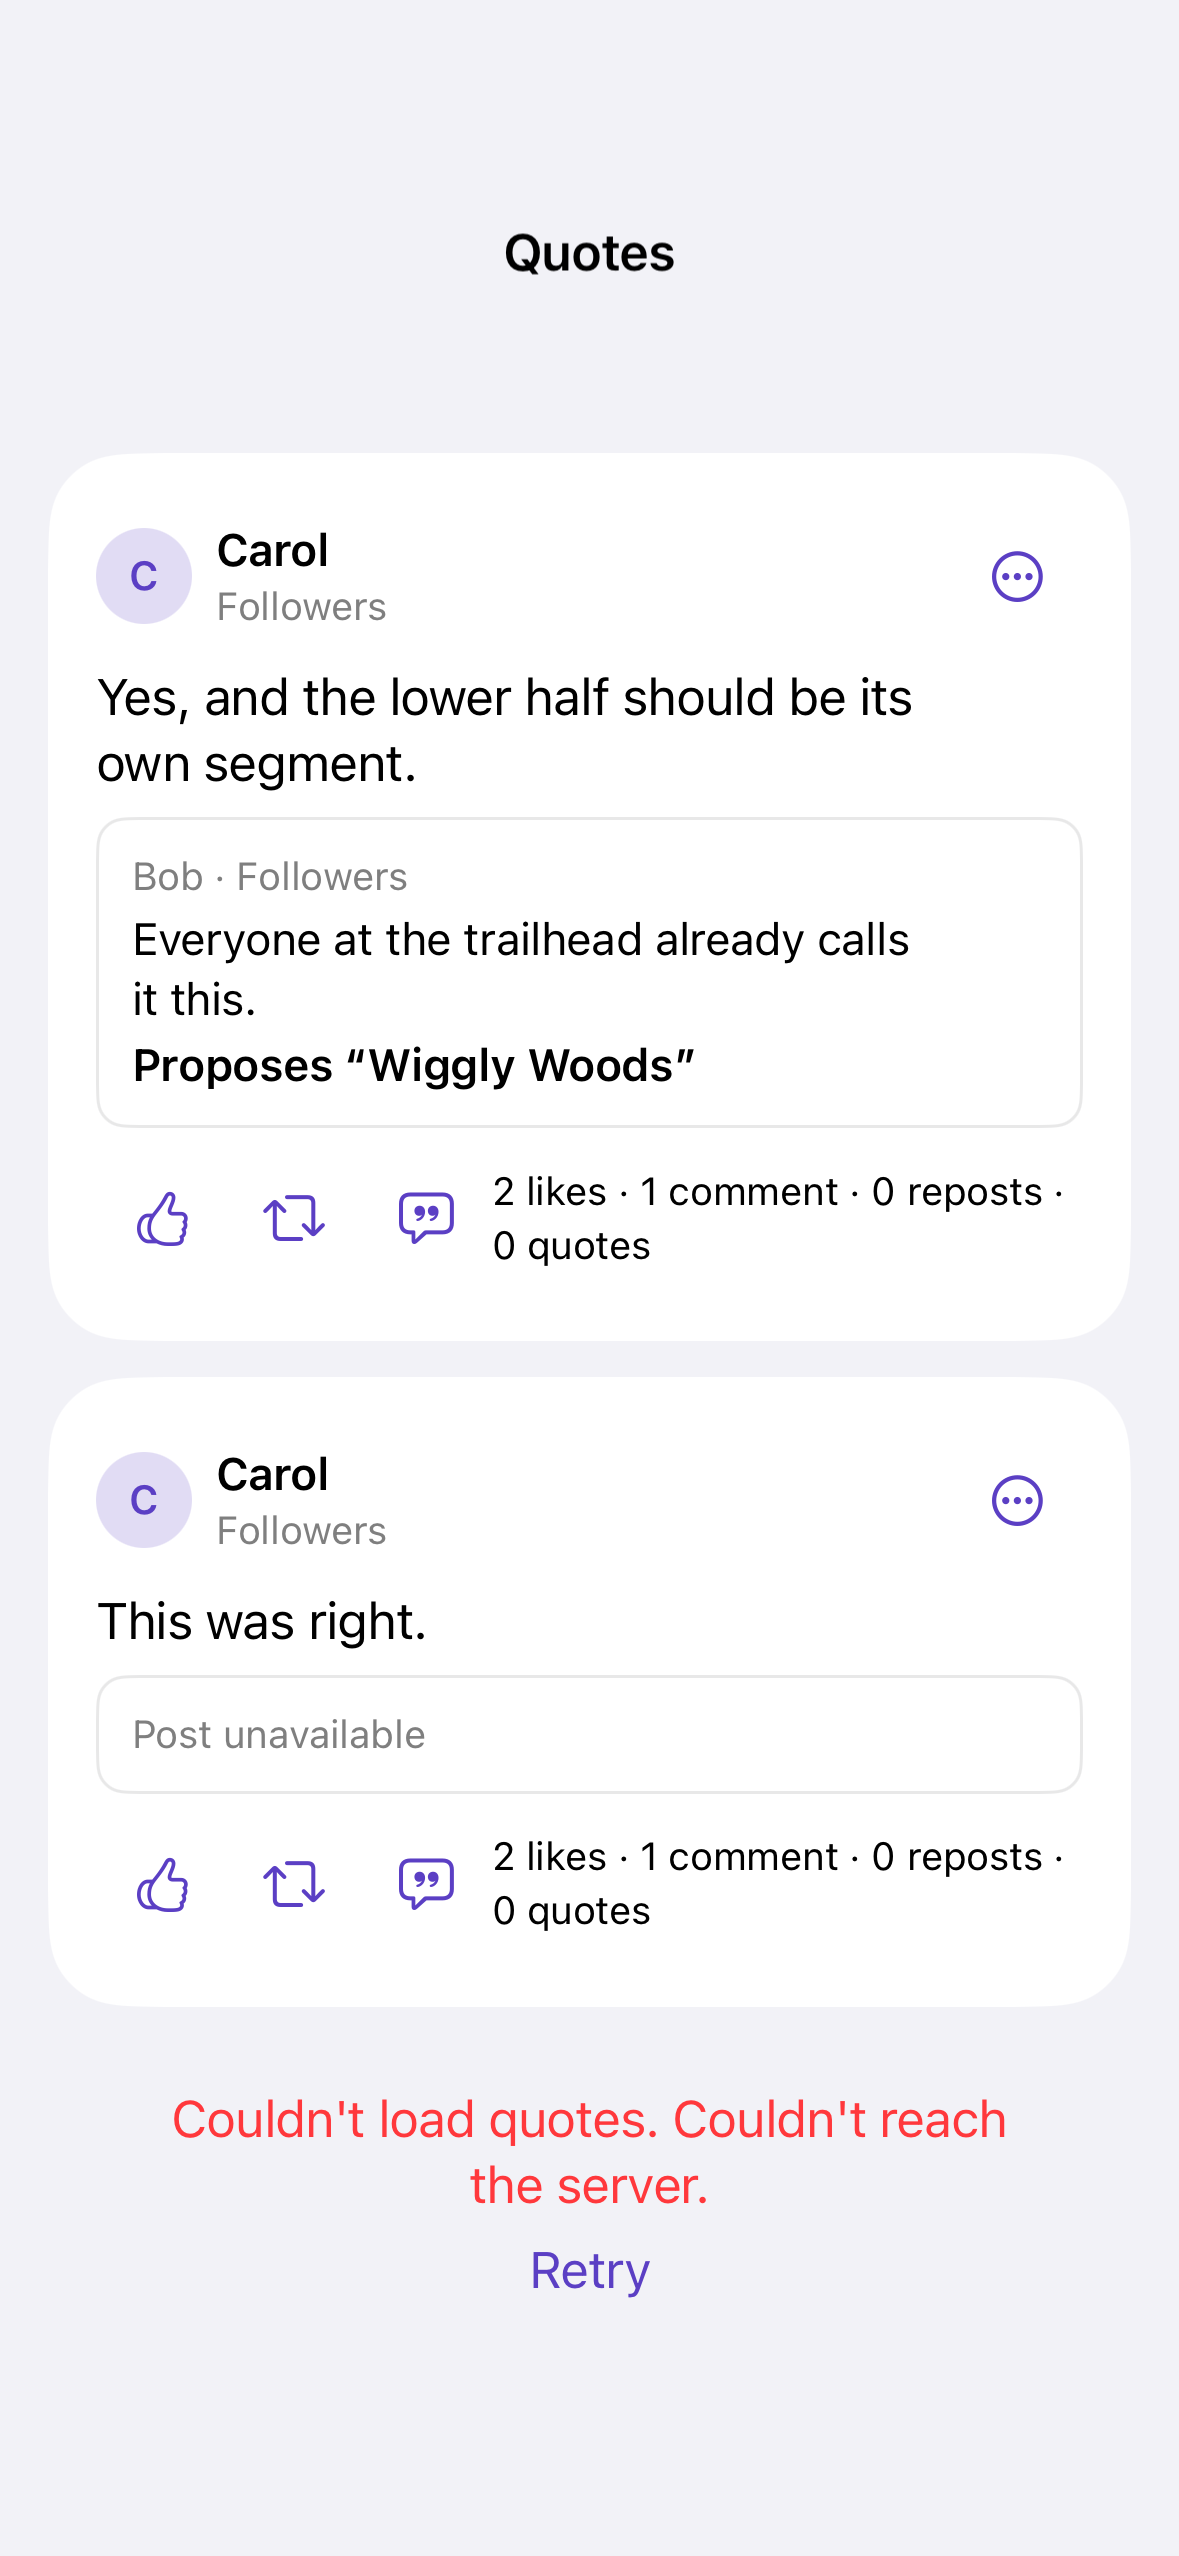 Quotes
C
Carol
Followers
Yes, and the lower half should be its
own segment.
Bob · Followers
Everyone at the trailhead already calls
it this.
Proposes “Wiggly Woods”
2 likes · 1 comment · 0 reposts ·
0 quotes
C
Carol
Followers
This was right.
Post unavailable
2 likes · 1 comment · 0 reposts ·
0 quotes
Couldn't load quotes. Couldn't reach
the server.
Retry